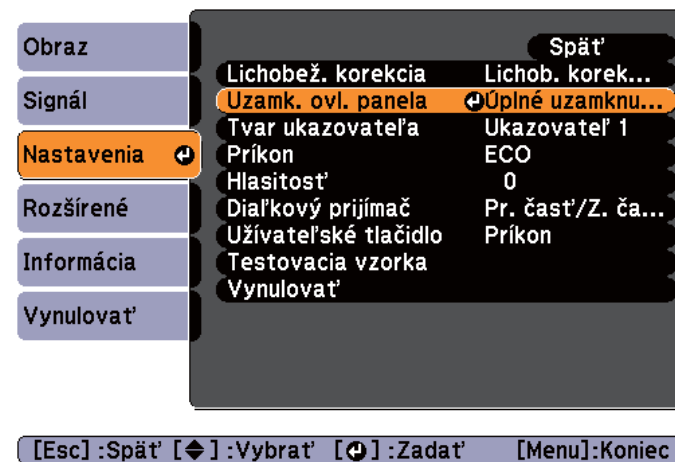 Obraz
Signál
Nastavenia
Rozšírené
Informácia
Vynulovať
Späť
Lichobež. korekcia Lichob. korek...
Uzamk. ovl. panela Úplné uzamknu...
Tvar ukazovateľa Ukazovateľ 1
Príkon ECO
Hlasitosť 0
Diaľkový prijímač Pr. časť/Z. ča...
Užívateľské tlačidlo Príkon
Testovacia vzorka
Vynulovať
[Esc] :Späť [◆] :Vybrať [⏎] :Zadať [Menu]:Koniec